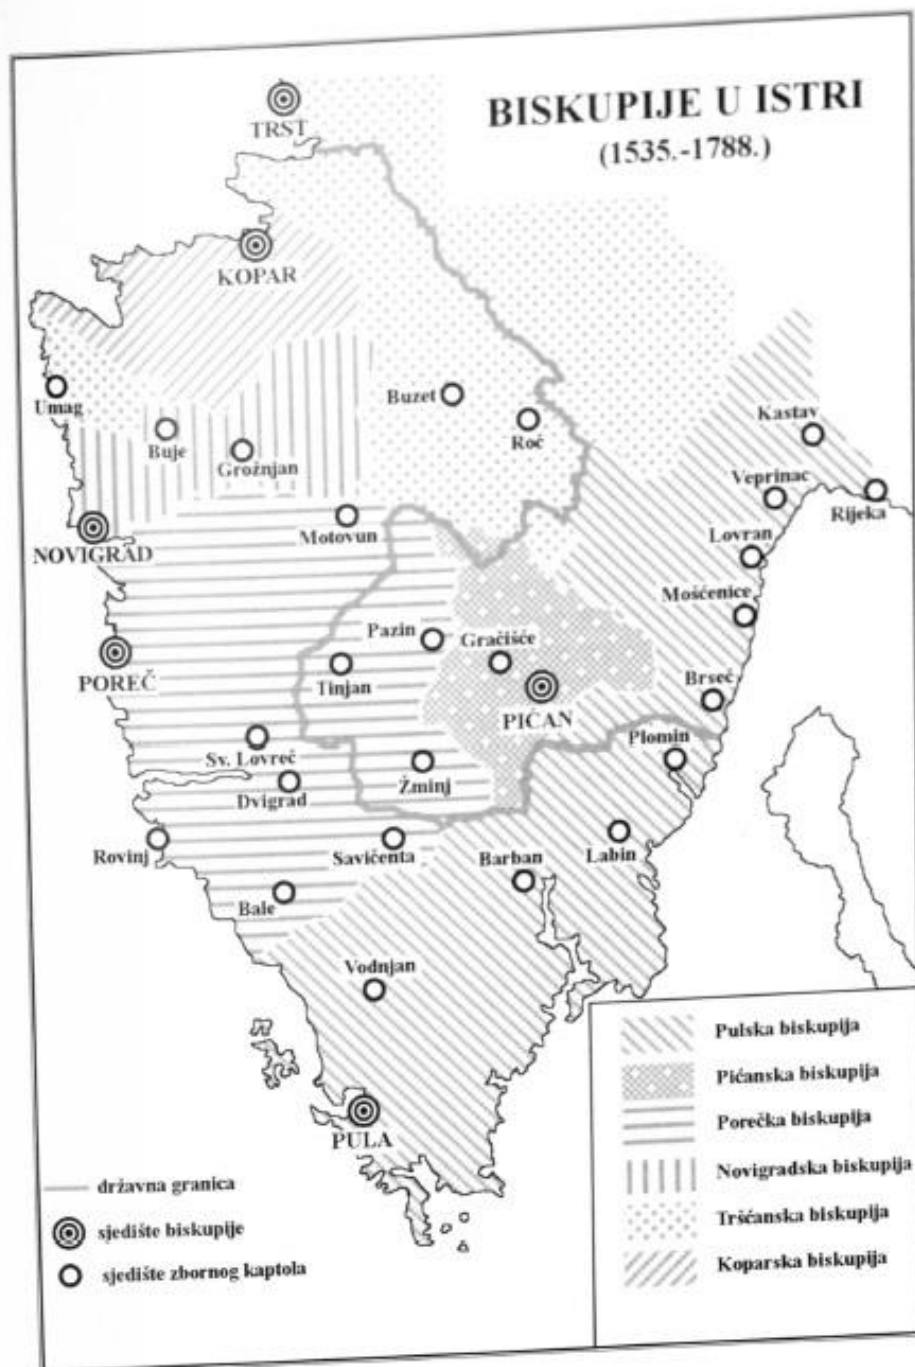 BISKUPIJE U ISTRI
(1535.-1788.)
TRST
KOPAR
Umag
Buje
Grožnjan
Buzet
Roč
Kastav
Veprinac
Rijeka
NOVIGRAD
Motovun
Lovran
Mošćenice
POREČ
Pazin
Tinjan
Gračišće
PIĆAN
Brseč
Plomin
Sv. Lovreč
Dvigrad
Žminj
Rovinj
Savičenta
Barban
Labin
Bale
Vodnjan
PULA
državna granica
sjedište biskupije
sjedište zbornog kaptola
Pulska biskupija
Pićanska biskupija
Porečka biskupija
Novigradska biskupija
Tršćanska biskupija
Koparska biskupija